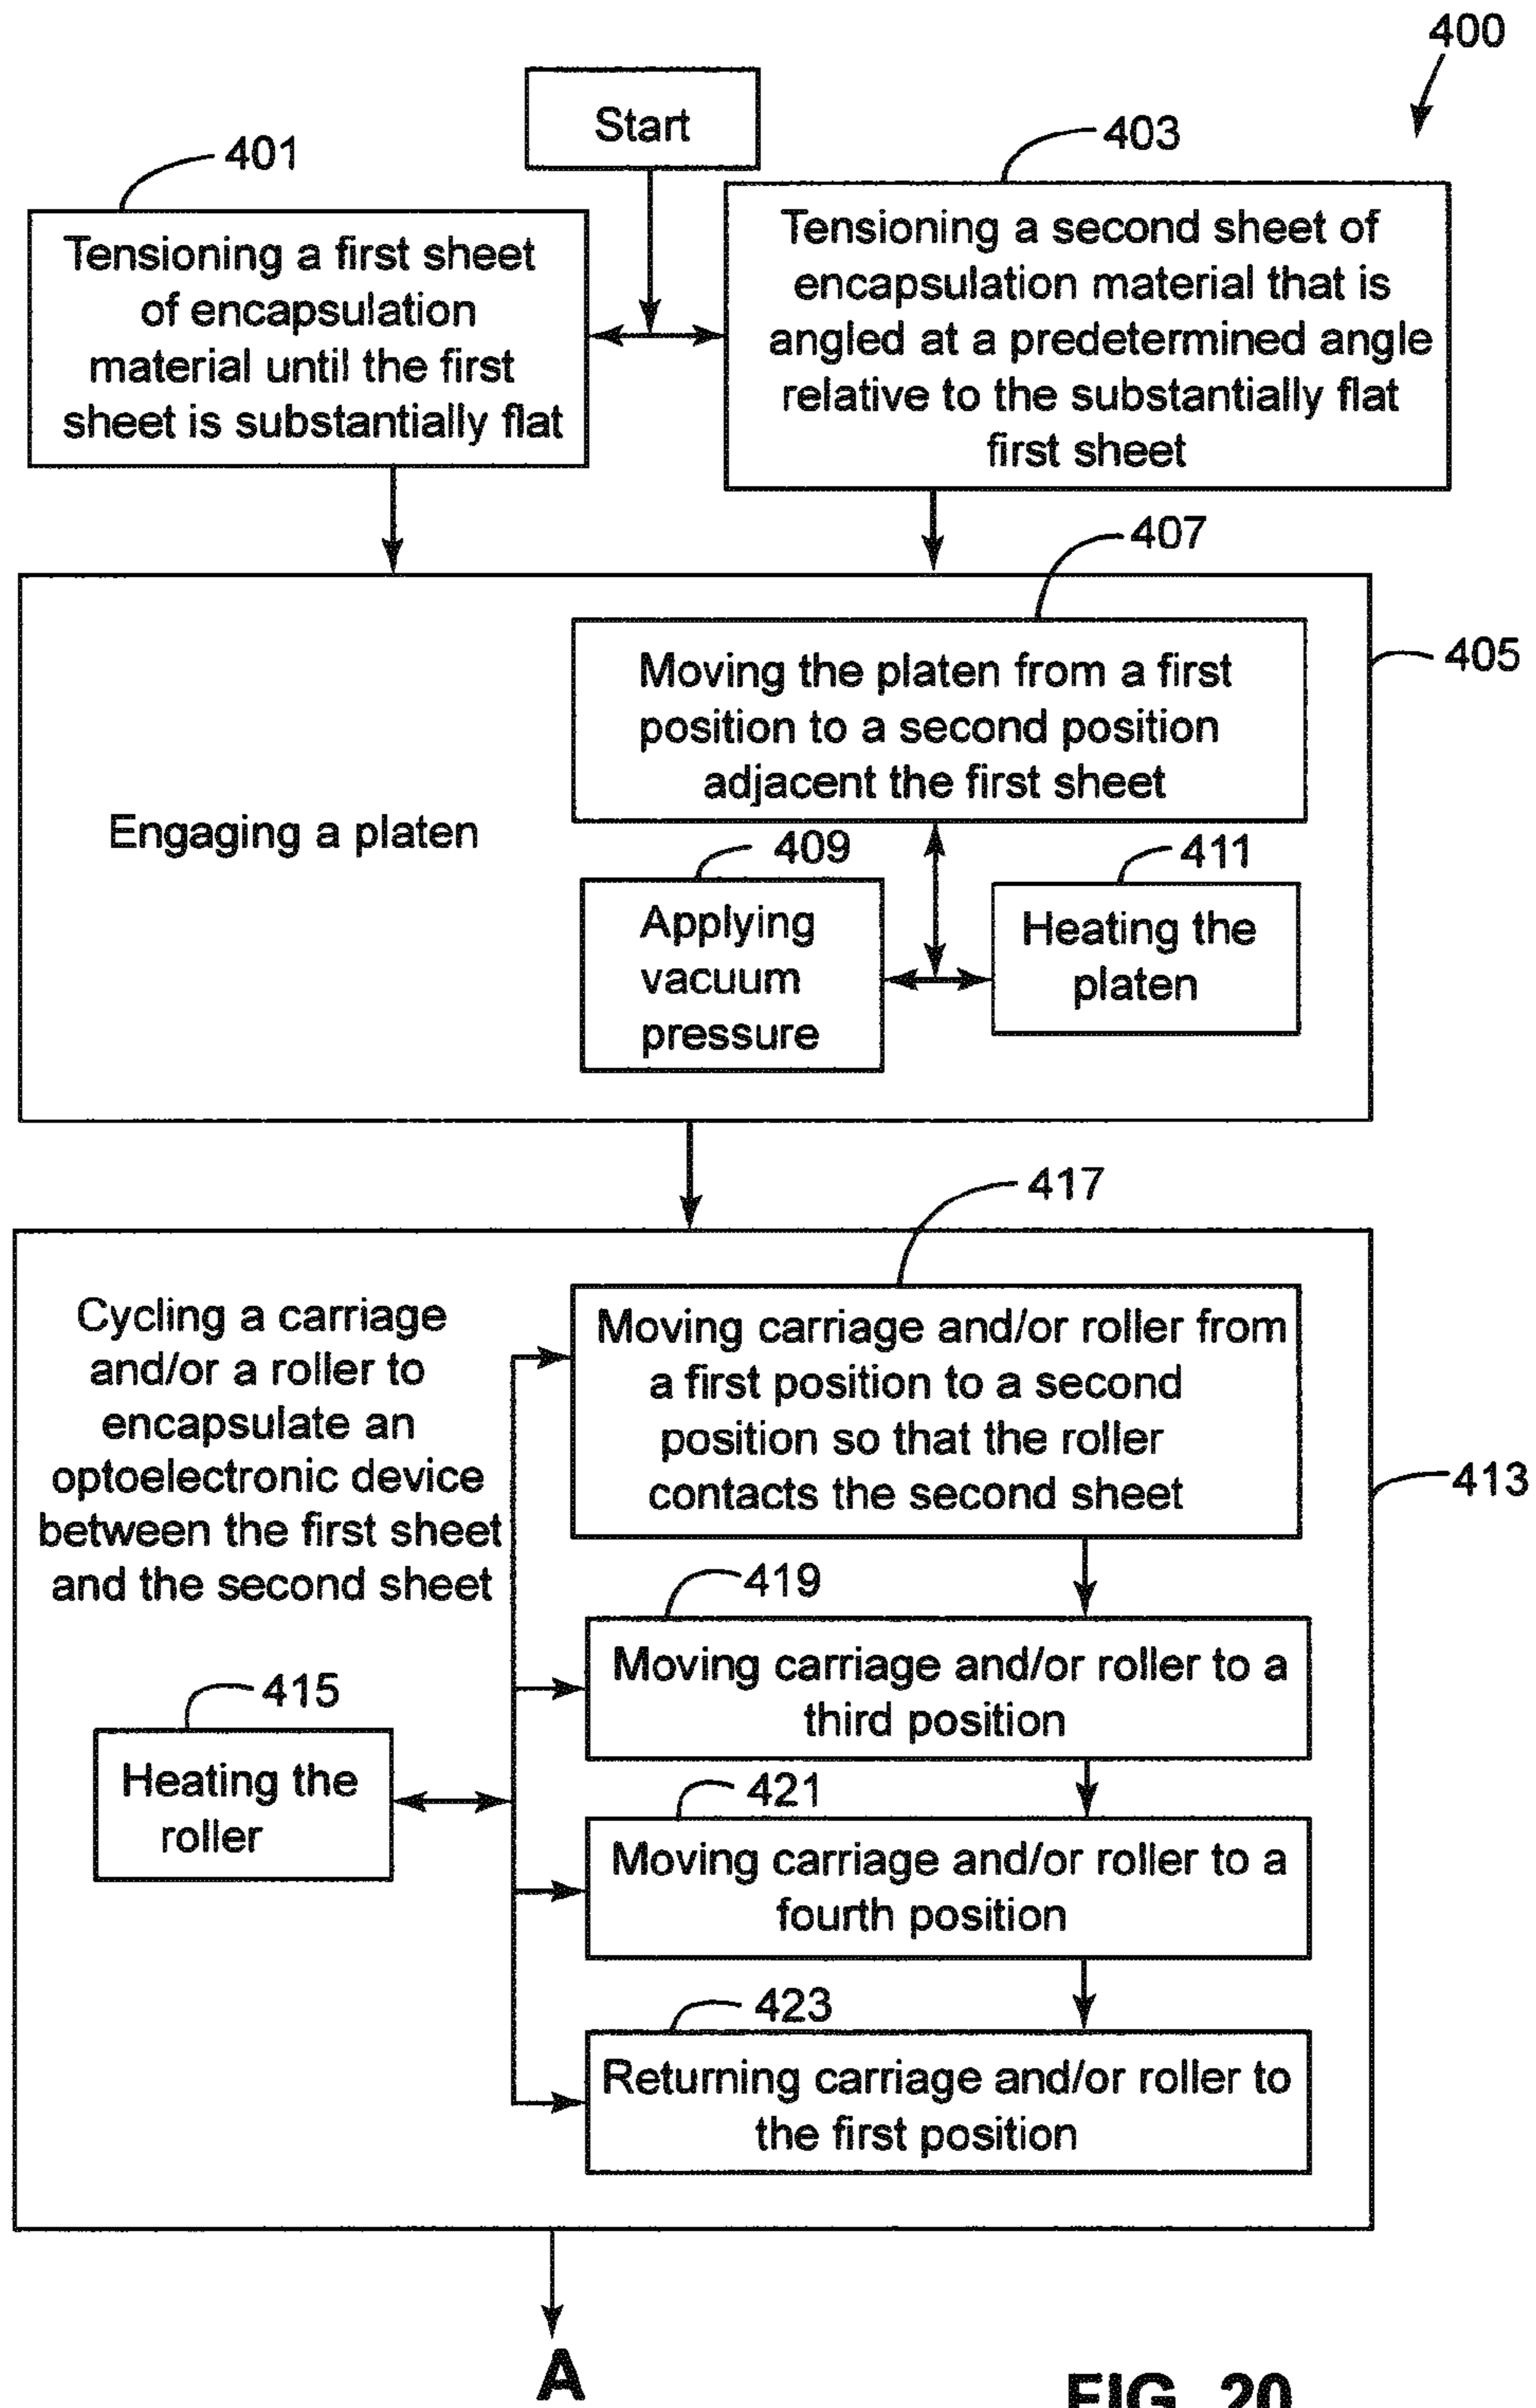 400
Start
401
403
Tensioning a first sheet
of encapsulation
material until the first
sheet is substantially flat
Tensioning a second sheet of
encapsulation material that is
angled at a predetermined angle
relative to the substantially flat
first sheet
407
405
Moving the platen from a first
position to a second position
adjacent the first sheet
Engaging a platen
409
411
Applying
vacuum
pressure
Heating the
platen
417
413
Cycling a carriage
and/or a roller to
encapsulate an
optoelectronic device
between the first sheet
and the second sheet
Moving carriage and/or roller from
a first position to a second
position so that the roller
contacts the second sheet
419
Moving carriage and/or roller to a
third position
415
Heating the
roller
421
Moving carriage and/or roller to a
fourth position
423
Returning carriage and/or roller to
the first position
A
FIG. 20